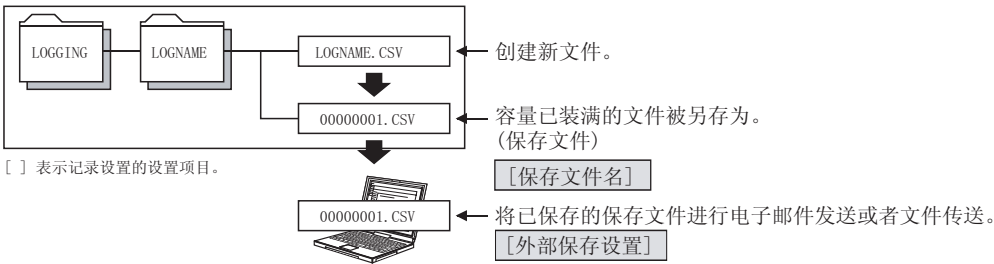 LOGGING
LOGNAME
LOGNAME.CSV
创建新文件。
00000001.CSV
容量已装满的文件被另存为。
(保存文件)
[ ] 表示记录设置的设置项目。
[保存文件名]
00000001.CSV
将已保存的保存文件进行电子邮件发送或者文件传送。
[外部保存设置]